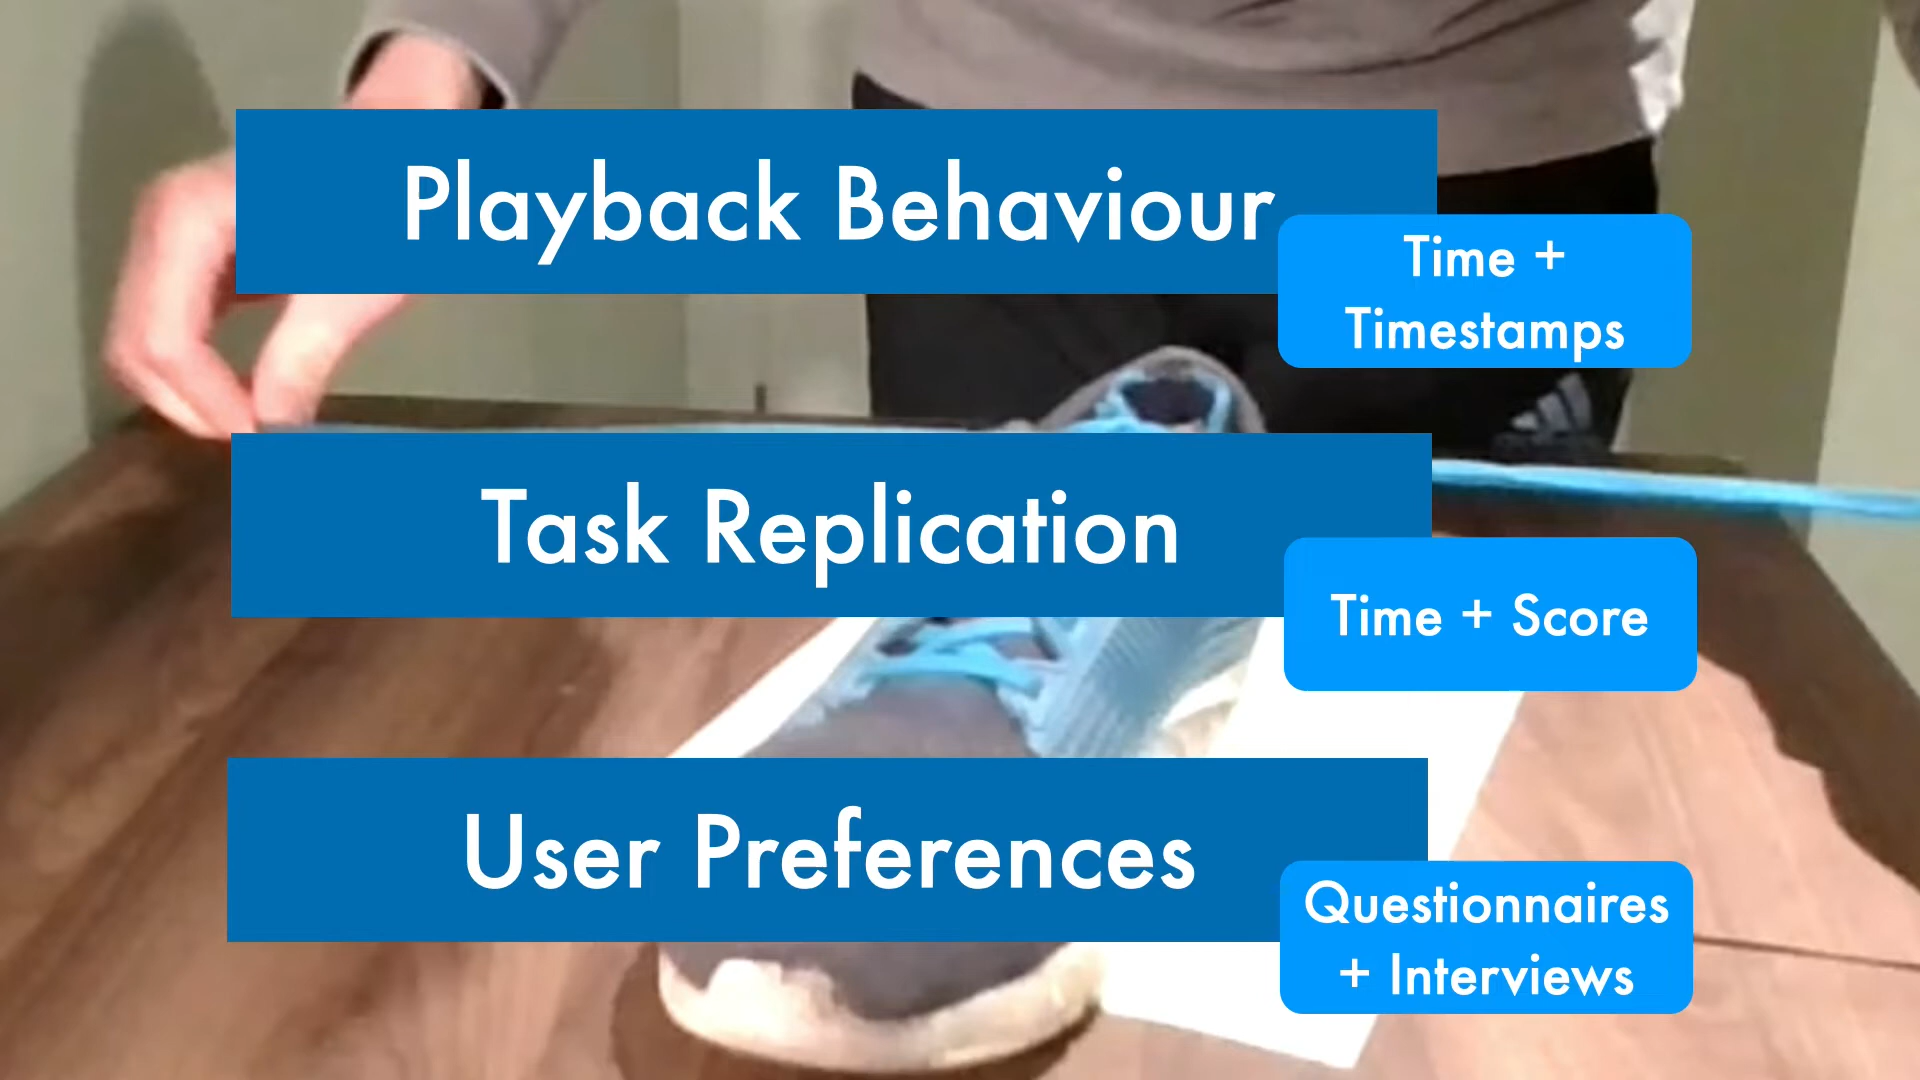 Playback Behaviour
Time +
Timestamps
Task Replication
Time + Score
User Preferences
Questionnaires
+ Interviews